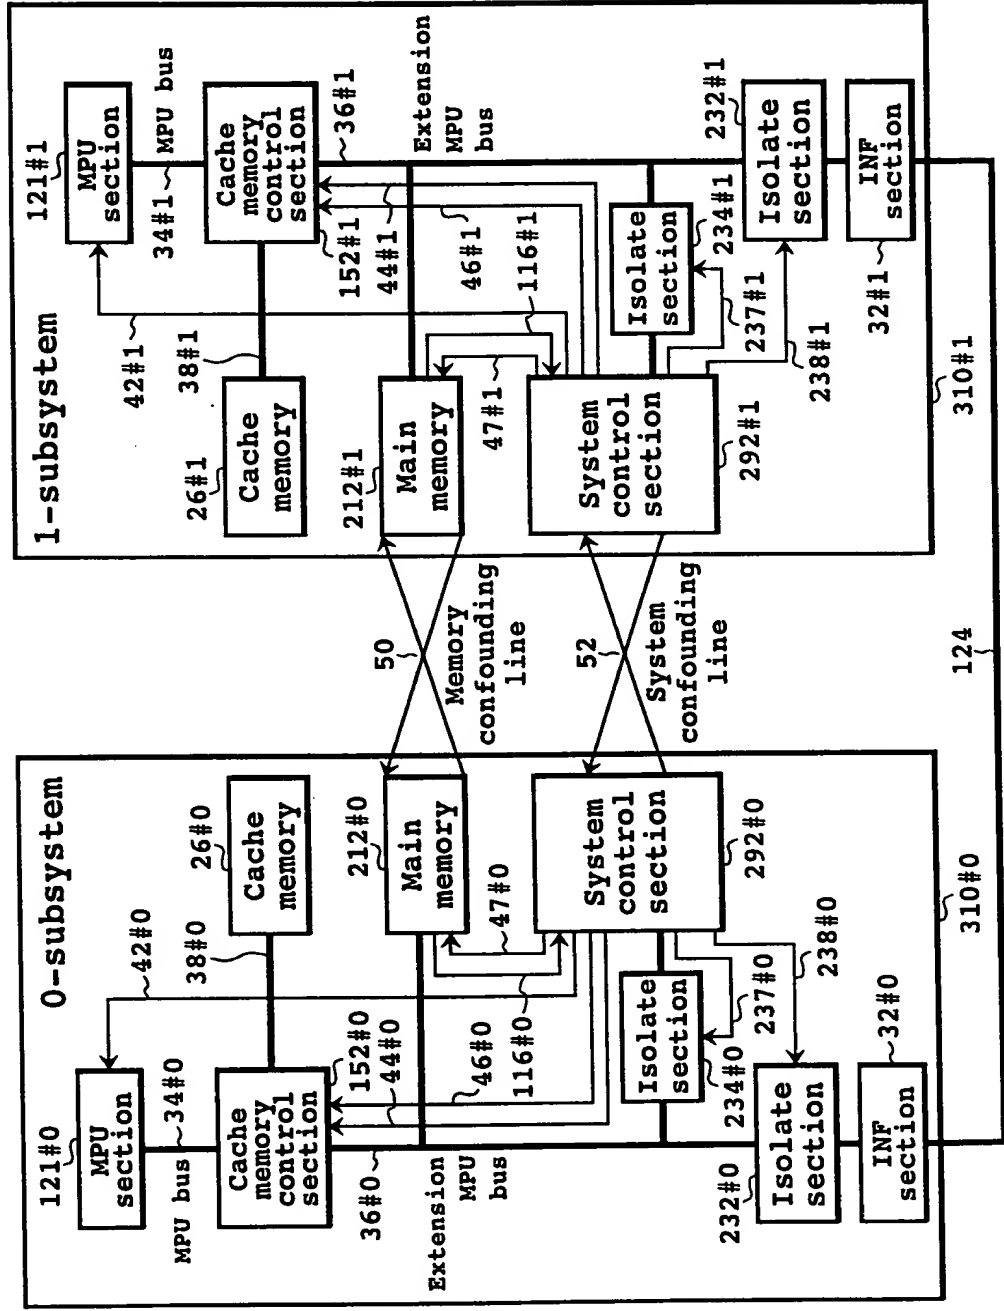 0-subsystem
121#0
MPU
section
MPU bus
34#0
42#0
Cache
memory
control
section
152#0
38#0
26#0
Cache
memory
44#0
46#0
116#0
36#0
Extension
MPU
bus
212#0
Main
memory
47#0
System
control
section
292#0
Isolate
section
234#0
237#0
238#0
232#0
Isolate
section
INF
section
32#0
310#0
50
Memory
confounding
line
52
System
confounding
line
124
1-subsystem
121#1
MPU
section
34#1
MPU bus
42#1
38#1
26#1
Cache
memory
Cache
memory
control
section
152#1
44#1
46#1
116#1
36#1
Extension
MPU
bus
212#1
Main
memory
47#1
System
control
section
292#1
Isolate
section
234#1
237#1
238#1
232#1
Isolate
section
INF
section
32#1
310#1